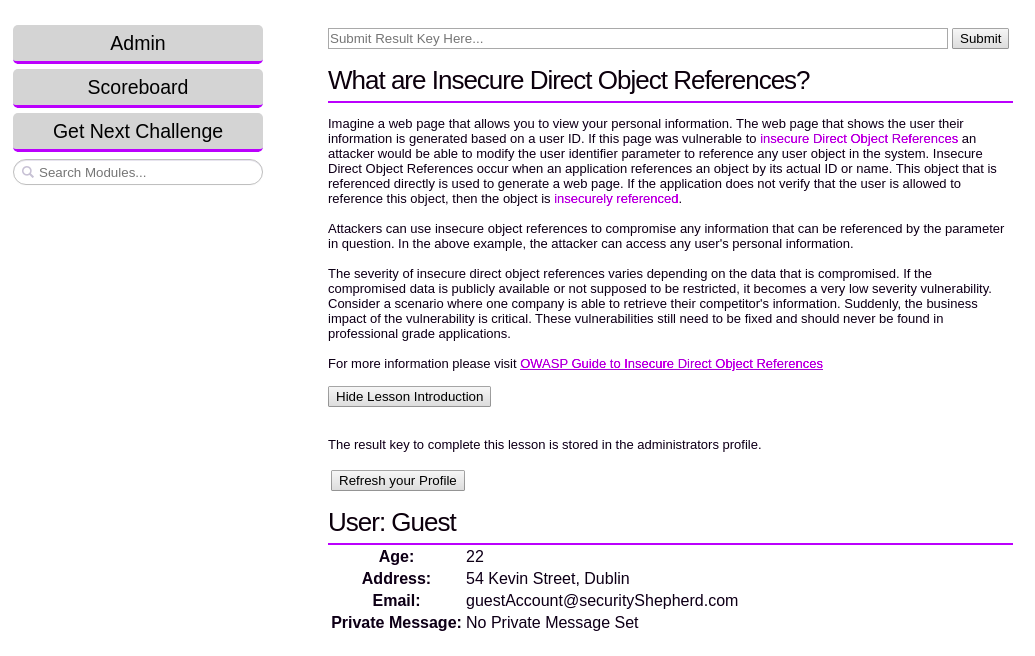 Admin
Scoreboard
Get Next Challenge
Search Modules...
Submit Result Key Here...
Submit
What are Insecure Direct Object References?
Imagine a web page that allows you to view your personal information. The web page that shows the user their
information is generated based on a user ID. If this page was vulnerable to insecure Direct Object References an
attacker would be able to modify the user identifier parameter to reference any user object in the system. Insecure
Direct Object References occur when an application references an object by its actual ID or name. This object that is
referenced directly is used to generate a web page. If the application does not verify that the user is allowed to
reference this object, then the object is insecurely referenced.
Attackers can use insecure object references to compromise any information that can be referenced by the parameter
in question. In the above example, the attacker can access any user's personal information.
The severity of insecure direct object references varies depending on the data that is compromised. If the
compromised data is publicly available or not supposed to be restricted, it becomes a very low severity vulnerability.
Consider a scenario where one company is able to retrieve their competitor's information. Suddenly, the business
impact of the vulnerability is critical. These vulnerabilities still need to be fixed and should never be found in
professional grade applications.
For more information please visit OWASP Guide to Insecure Direct Object References
Hide Lesson Introduction
The result key to complete this lesson is stored in the administrators profile.
Refresh your Profile
User: Guest
Age: 22
Address: 54 Kevin Street, Dublin
Email: guestAccount@securityShepherd.com
Private Message: No Private Message Set